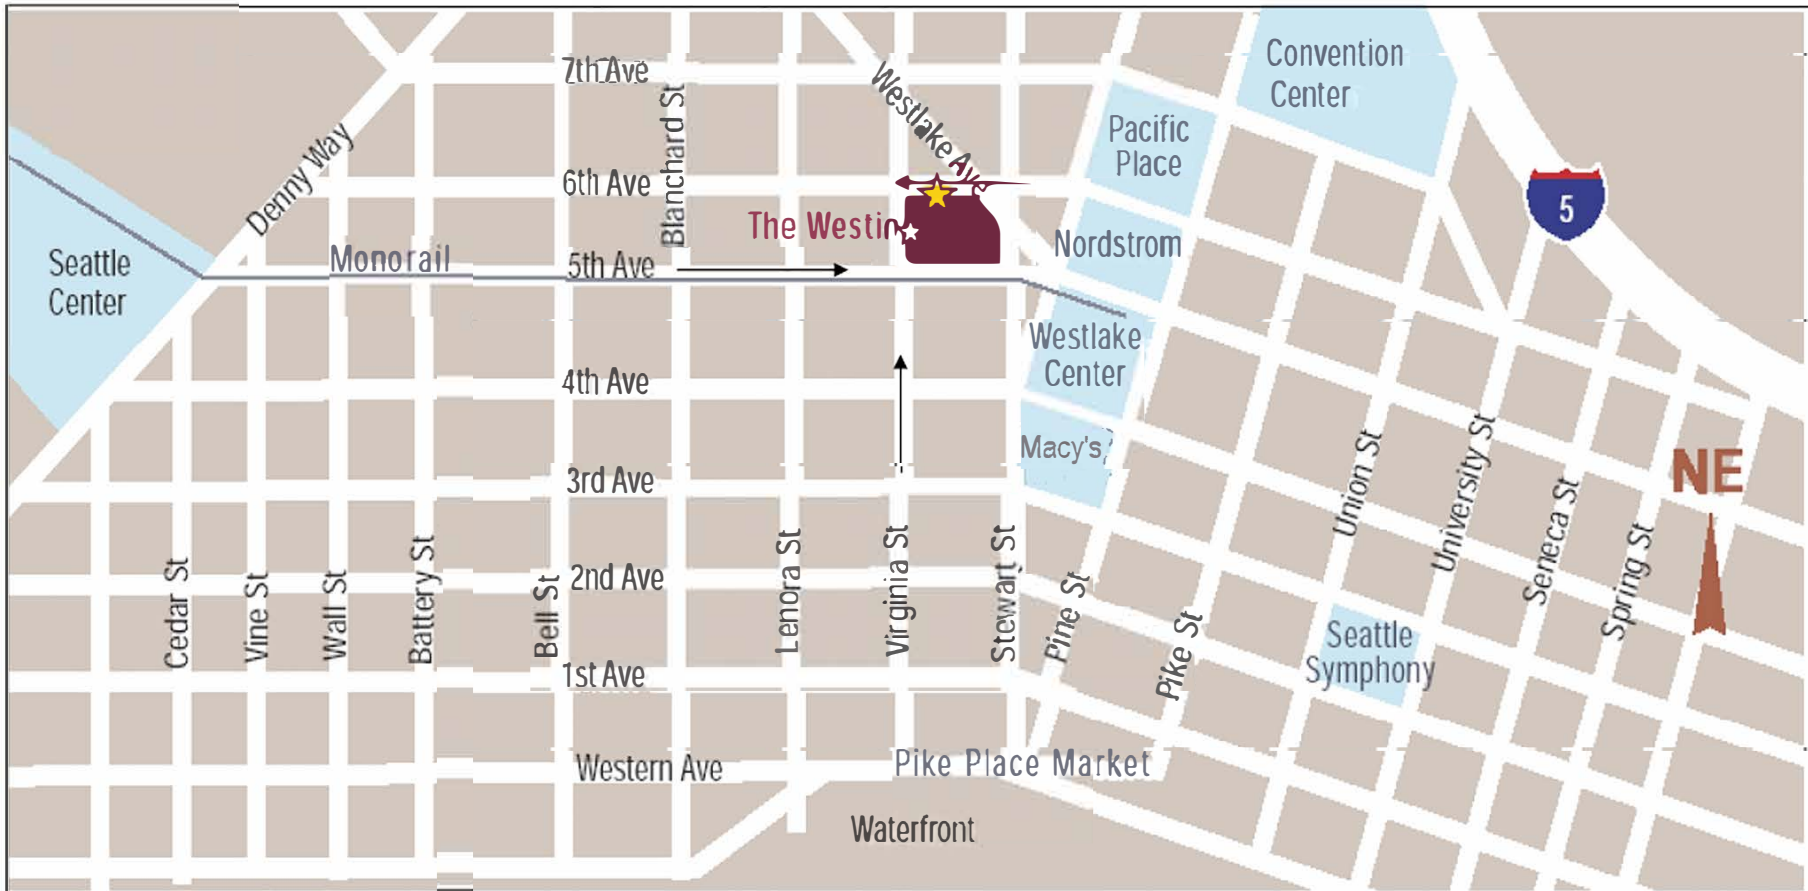 7th Ave
Westlake Ave
Convention
Center
Blanchard St
Pacific
Place
Denny Way
6th Ave
5
The Westin
Nordstrom
Monorail
5th Ave
Seattle
Center
Westlake
Center
4th Ave
Macy's
3rd Ave
NE
Union St
University St
Seneca St
Spring St
Cedar St
Vine St
Wall St
Battery St
Bell St
2nd Ave
Lenora St
Virginia St
Stewart St
Pine St
Pike St
Seattle
Symphony
1st Ave
Western Ave
Pike Place Market
Waterfront